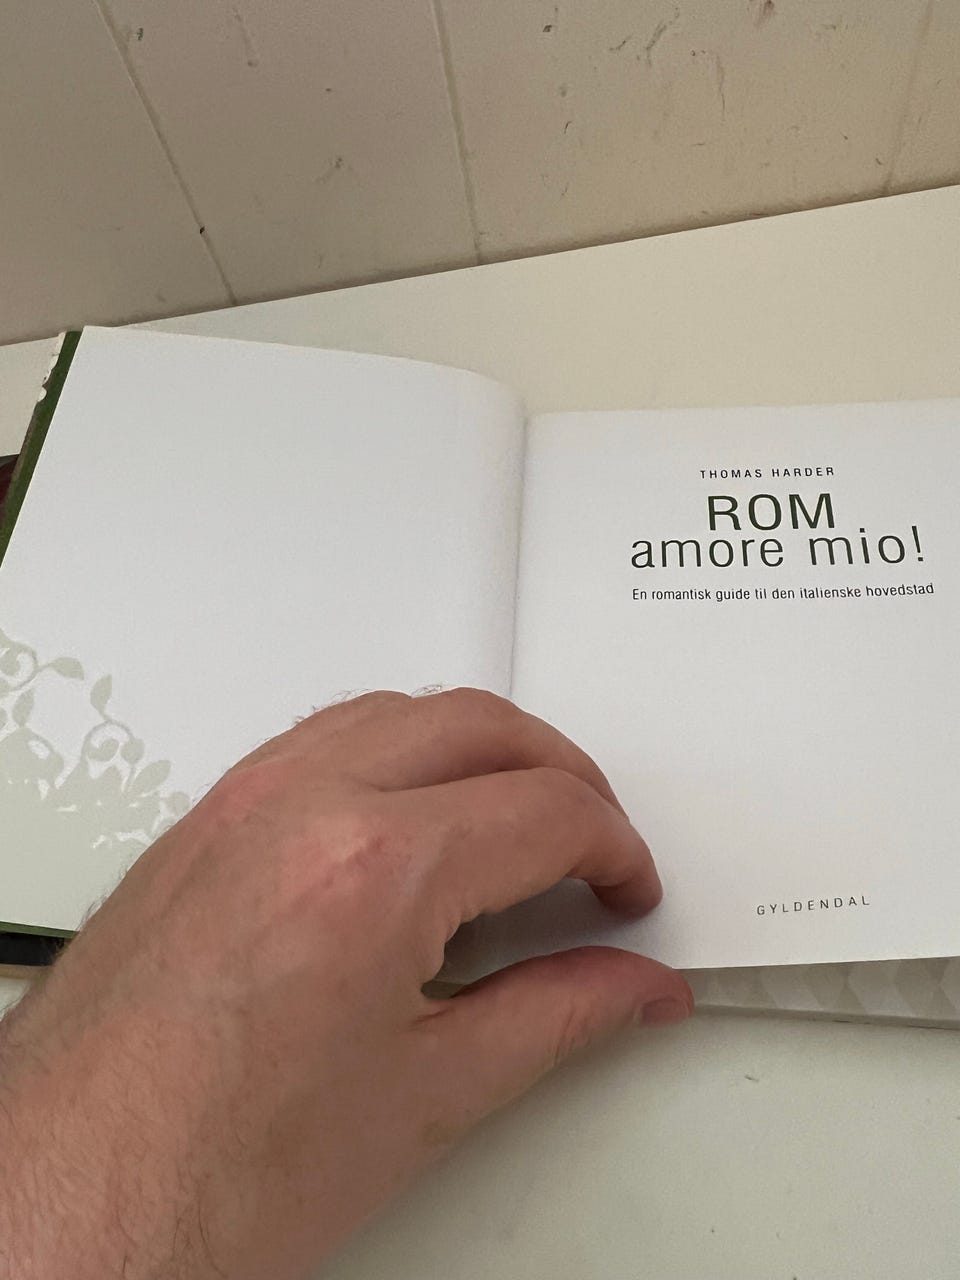 THOMAS HARDER
ROM
amore mio!
En romantisk guide til den italienske hovedstad
GYLDENDAL